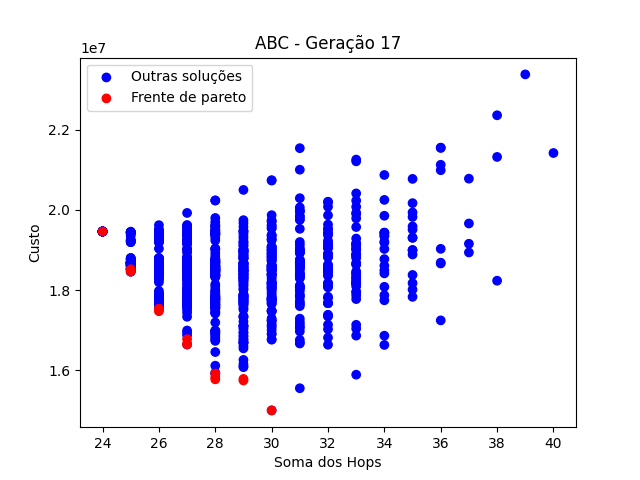 ABC - Geração 17
1e7
Outras soluções
Frente de pareto
2.2
2.0
1.8
1.6
Custo
24 26 28 30 32 34 36 38 40
Soma dos Hops